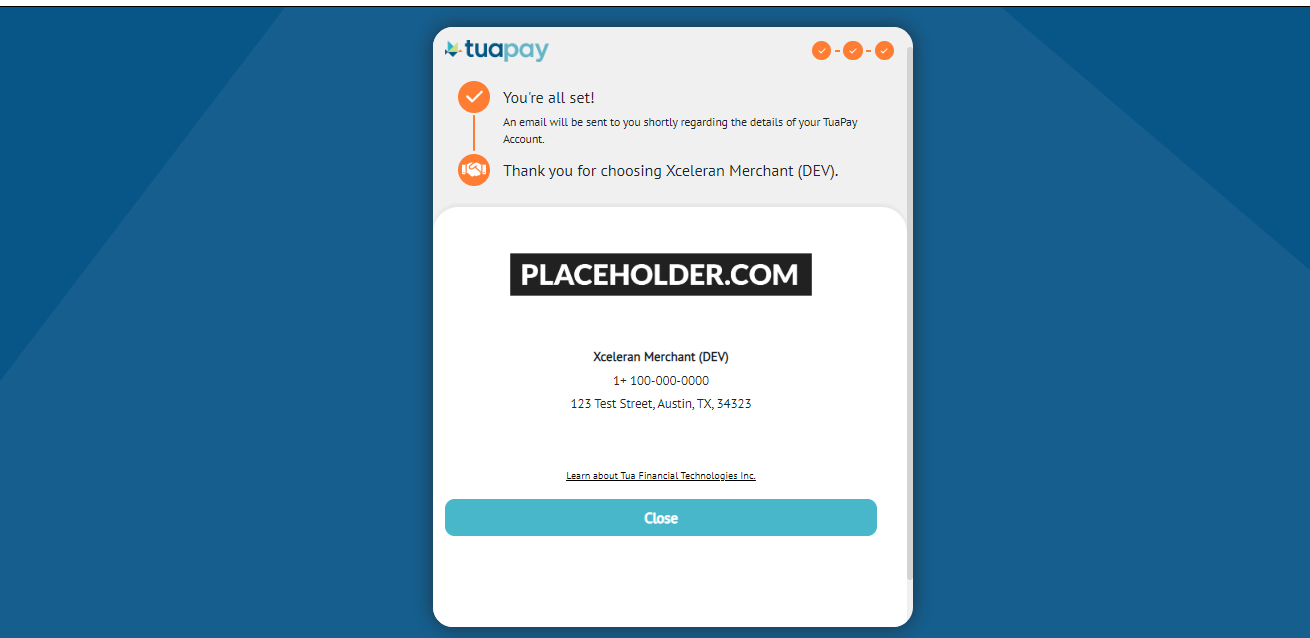 tuapay
You're all set!
An email will be sent to you shortly regarding the details of your TuaPay
Account.
Thank you for choosing Xceleran Merchant (DEV).
PLACEHOLDER.COM
Xceleran Merchant (DEV)
1+ 100-000-0000
123 Test Street, Austin, TX, 34323
Learn about Tua Financial Technologies Inc.
Close